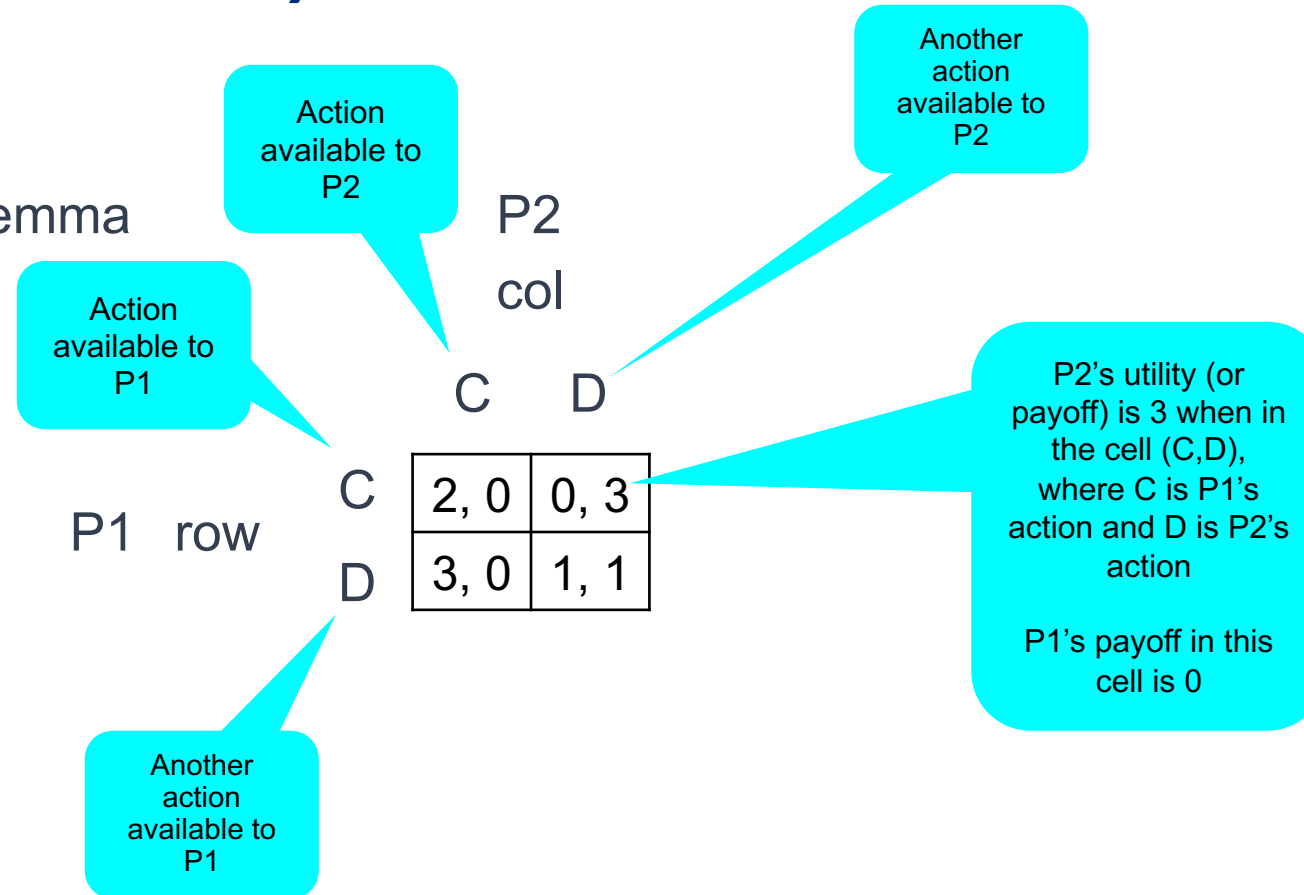 Another
action
available to
P2
Action
available to
P2
emma
P2
col
Action
available to
P1
C D
P2’s utility (or
payoff) is 3 when in
the cell (C,D),
where C is P1’s
action and D is P2’s
action
P1’s payoff in this
cell is 0
P1 row
C
2, 0 0, 3
D
3, 0 1, 1
Another
action
available to
P1